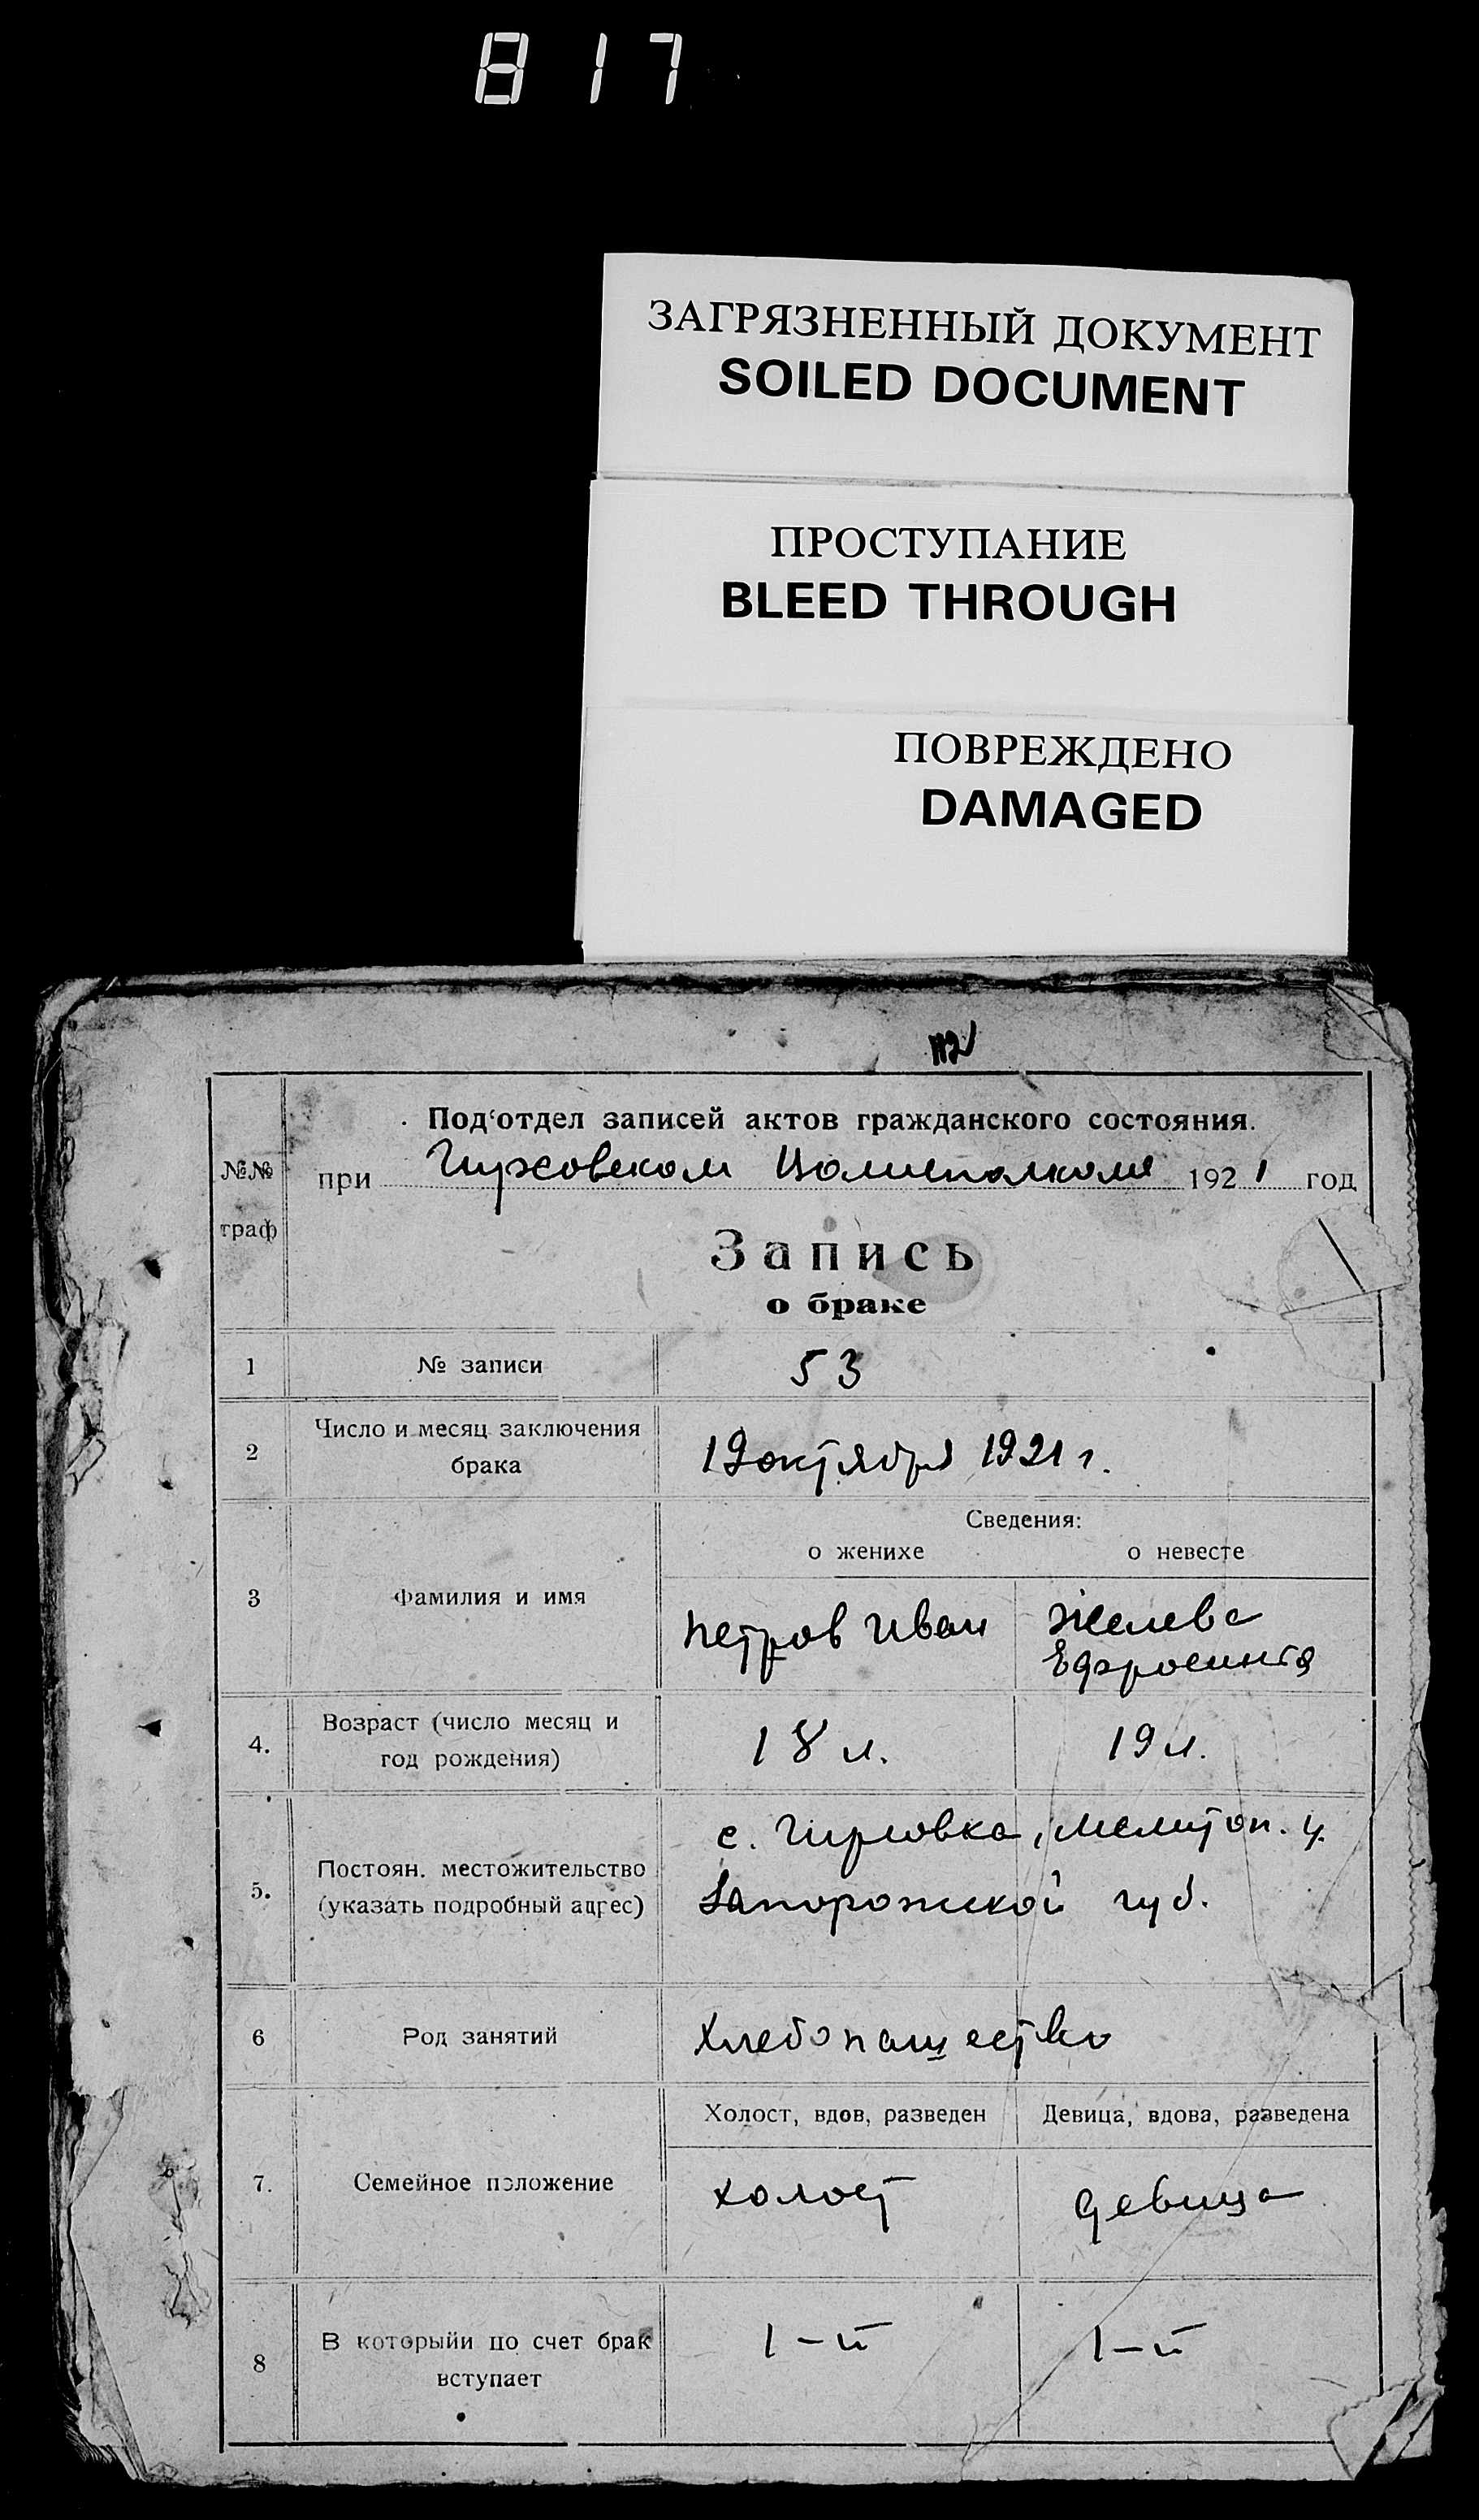 817
ЗАГРЯЗНЕННЫЙ ДОКУМЕНТ
SOILED DOCUMENT
ПРОСТУПАНИЕ
BLEED THROUGH
ПОВРЕЖДЕНО
DAMAGED
№№ граф
Под‘отдел записей актов гражданского состояния.
при 1921 год
Запись
о браке
1 № записи 53
2 Число и месяц заключения брака 19 октября 1921 г.
Сведения:
о женихе о невесте
3 Фамилия и имя Петров Иван Желева Ефросиния
4. Возраст (число месяц и год рождения) 18 л. 19 л.
5. Постоян. местожительство (указать подробный адрес) с. Гирсовка, Мелитоп. у.
Запорожской губ.
6 Род занятий хлебопашество
Холост, вдов, разведен Девица, вдова, разведена
7. Семейное положение холост девица
8 В которыйи по счет брак вступает 1-й 1-й